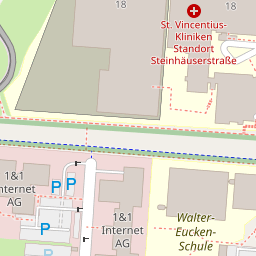 18
18
St. Vincentius-
Kliniken
Standort
Steinhäuserstraße
1&1
Internet
AG
P
P
P
P
1&1
Internet
AG
Walter-
Eucken-
Schule